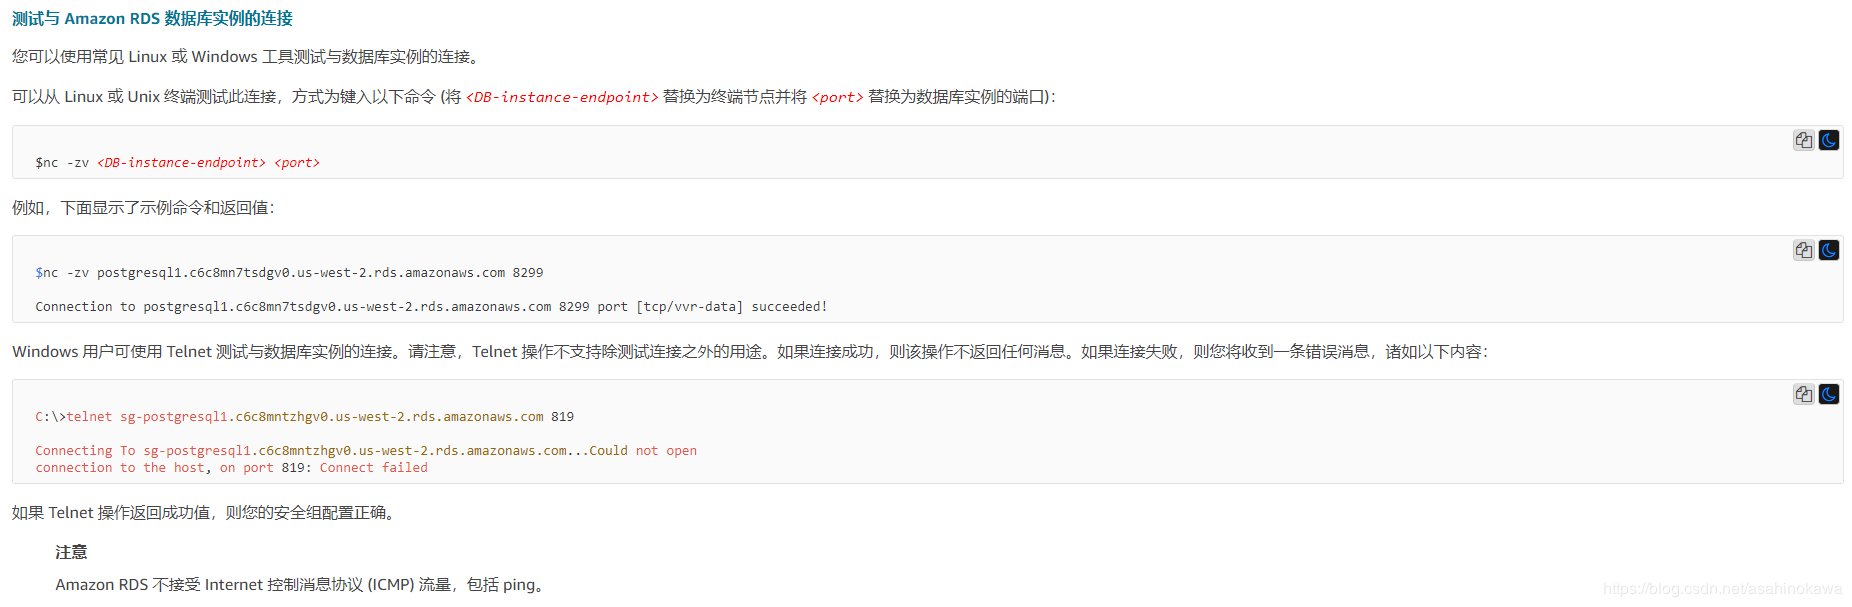 测试与 Amazon RDS 数据库实例的连接
您可以使用常见 Linux 或 Windows 工具测试与数据库实例的连接。
可以从 Linux 或 Unix 终端测试此连接，方式为键入以下命令 (将 <DB-instance-endpoint> 替换为终端节点并将 <port> 替换为数据库实例的端口)：
$nc -zv <DB-instance-endpoint> <port>
例如，下面显示了示例命令和返回值：
$nc -zv postgresql1.c6c8mn7tsdgv0.us-west-2.rds.amazonaws.com 8299
Connection to postgresql1.c6c8mn7tsdgv0.us-west-2.rds.amazonaws.com 8299 port [tcp/vvr-data] succeeded!
Windows 用户可使用 Telnet 测试与数据库实例的连接。请注意，Telnet 操作不支持除测试连接之外的用途。如果连接成功，则该操作不返回任何消息。如果连接失败，则您将收到一条错误消息，诸如以下内容：
C:\>telnet sg-postgresql1.c6c8mntzhgv0.us-west-2.rds.amazonaws.com 819
Connecting To sg-postgresql1.c6c8mntzhgv0.us-west-2.rds.amazonaws.com...Could not open
connection to the host, on port 819: Connect failed
如果 Telnet 操作返回成功值，则您的安全组配置正确。
注意
Amazon RDS 不接受 Internet 控制消息协议 (ICMP) 流量，包括 ping。
https://blog.csdn.net/asahinokawa